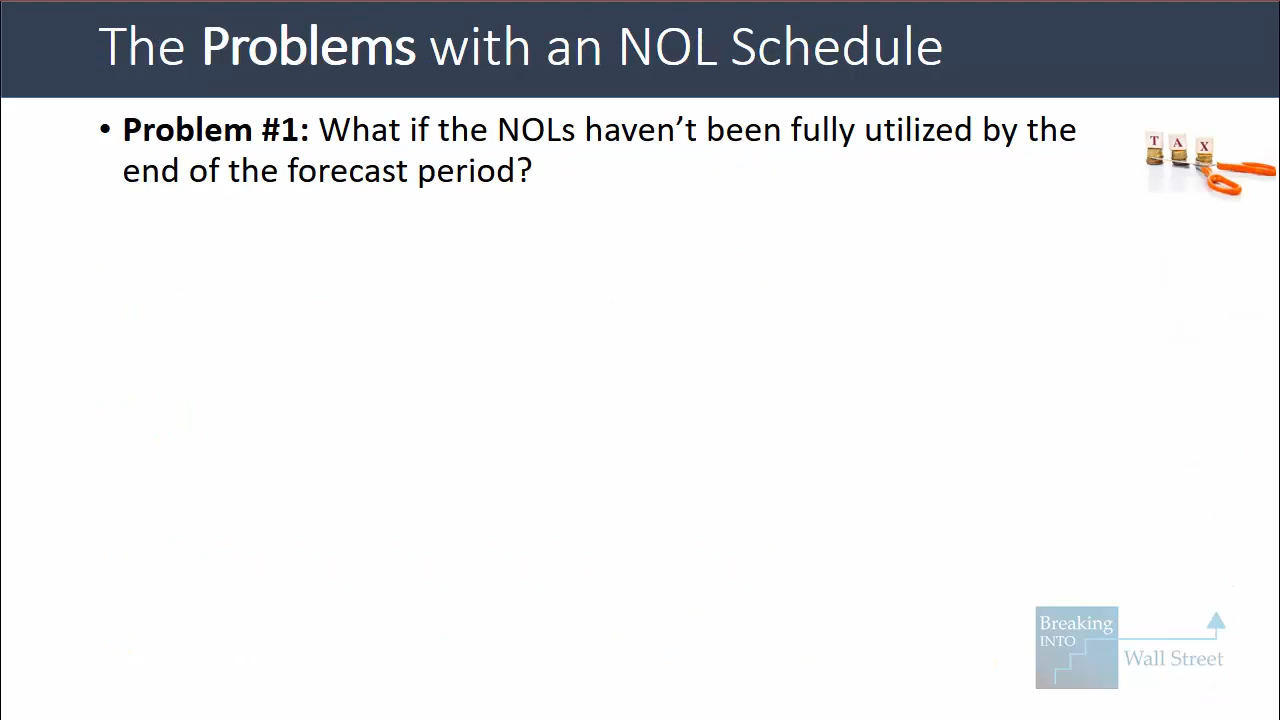 The Problems with an NOL Schedule
• Problem #1: What if the NOLs haven’t been fully utilized by the
end of the forecast period?
T A X
Breaking
INTO
Wall Street